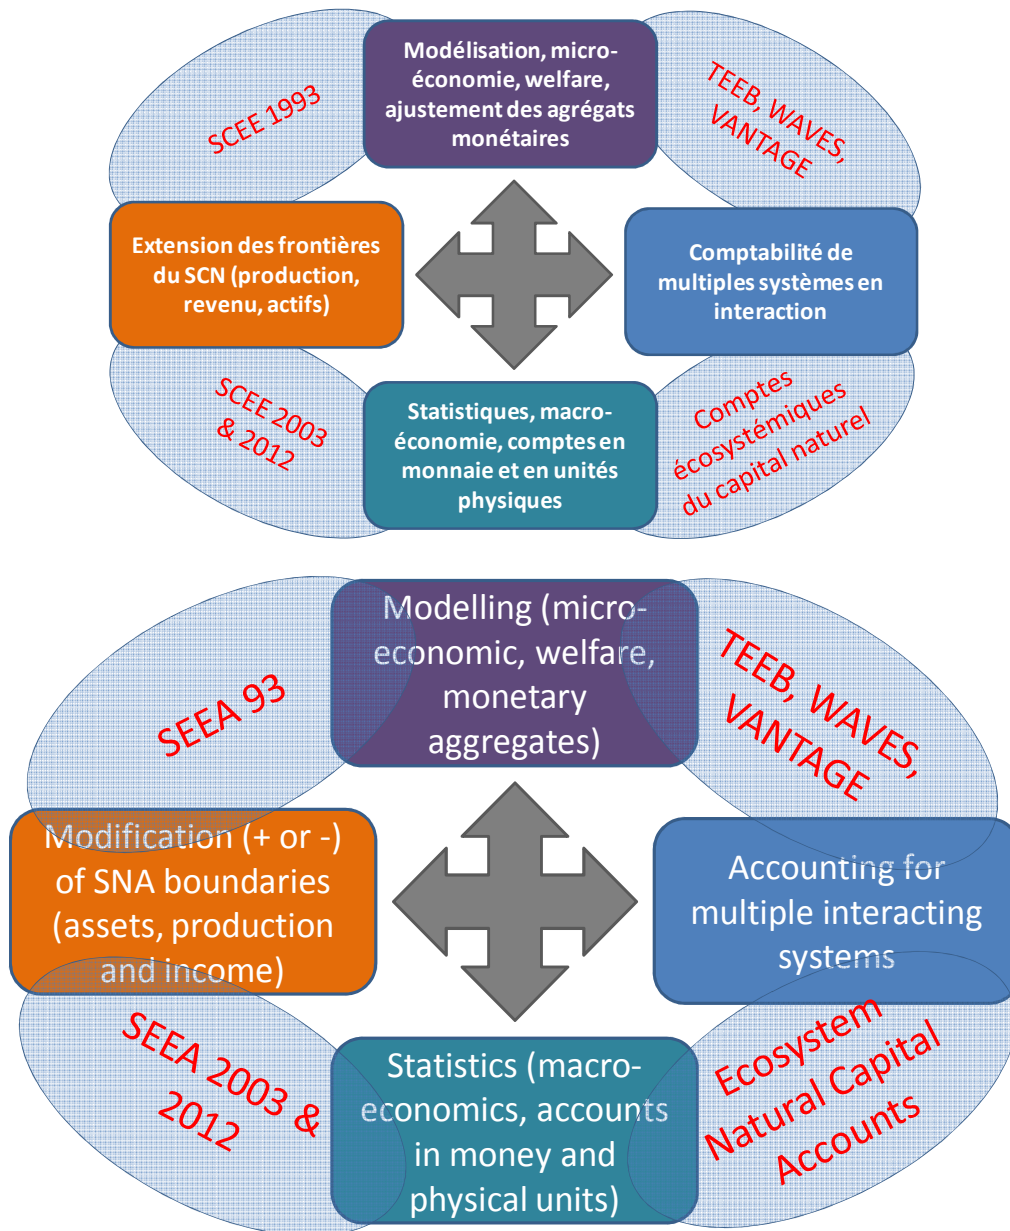 Modélisation, micro-
économie, welfare,
ajustement des agrégats
monétaires
SCEE 1993
TEEB, WAVES,
VANTAGE
Extension des frontières
du SCN (production,
revenu, actifs)
Comptabilité de
multiples systèmes en
interaction
SCEE 2003
& 2012
Statistiques, macro-
économie, comptes en
monnaie et en unités
physiques
Comptes
écosystémiques
du capital naturel
Modelling (micro-
economic, welfare,
monetary
aggregates)
SEEA 93
TEEB, WAVES,
VANTAGE
Modification (+ or -)
of SNA boundaries
(assets, production
and income)
Accounting for
multiple interacting
systems
SEEA 2003 &
2012
Statistics (macro-
economics, accounts
in money and
physical units)
Ecosystem
Natural Capital
Accounts